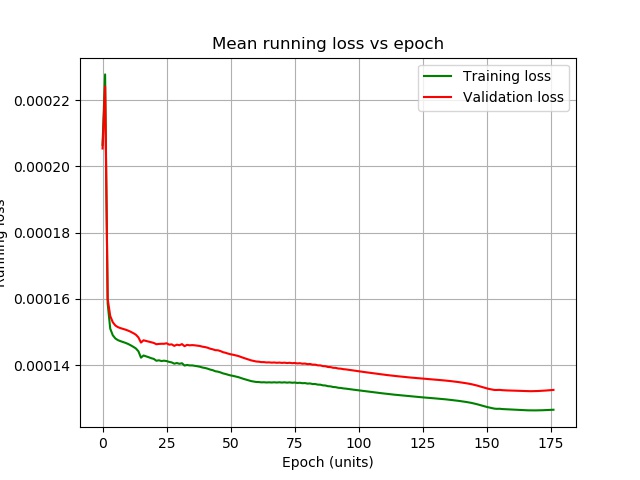 Mean running loss vs epoch
Training loss
Validation loss
0.00022
0.00020
0.00018
0.00016
0.00014
Running loss
0
25
50
75
100
125
150
175
Epoch (units)